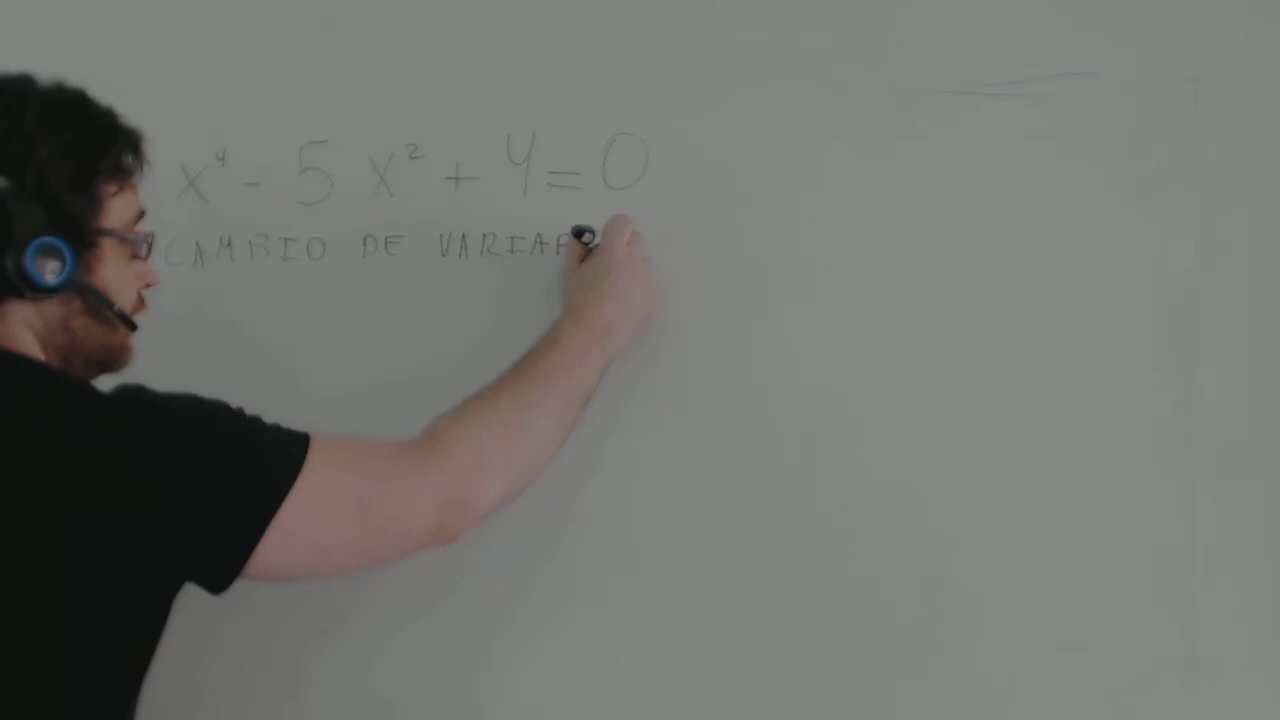 x⁴ - 5x² + 4 = 0
CAMBIO DE